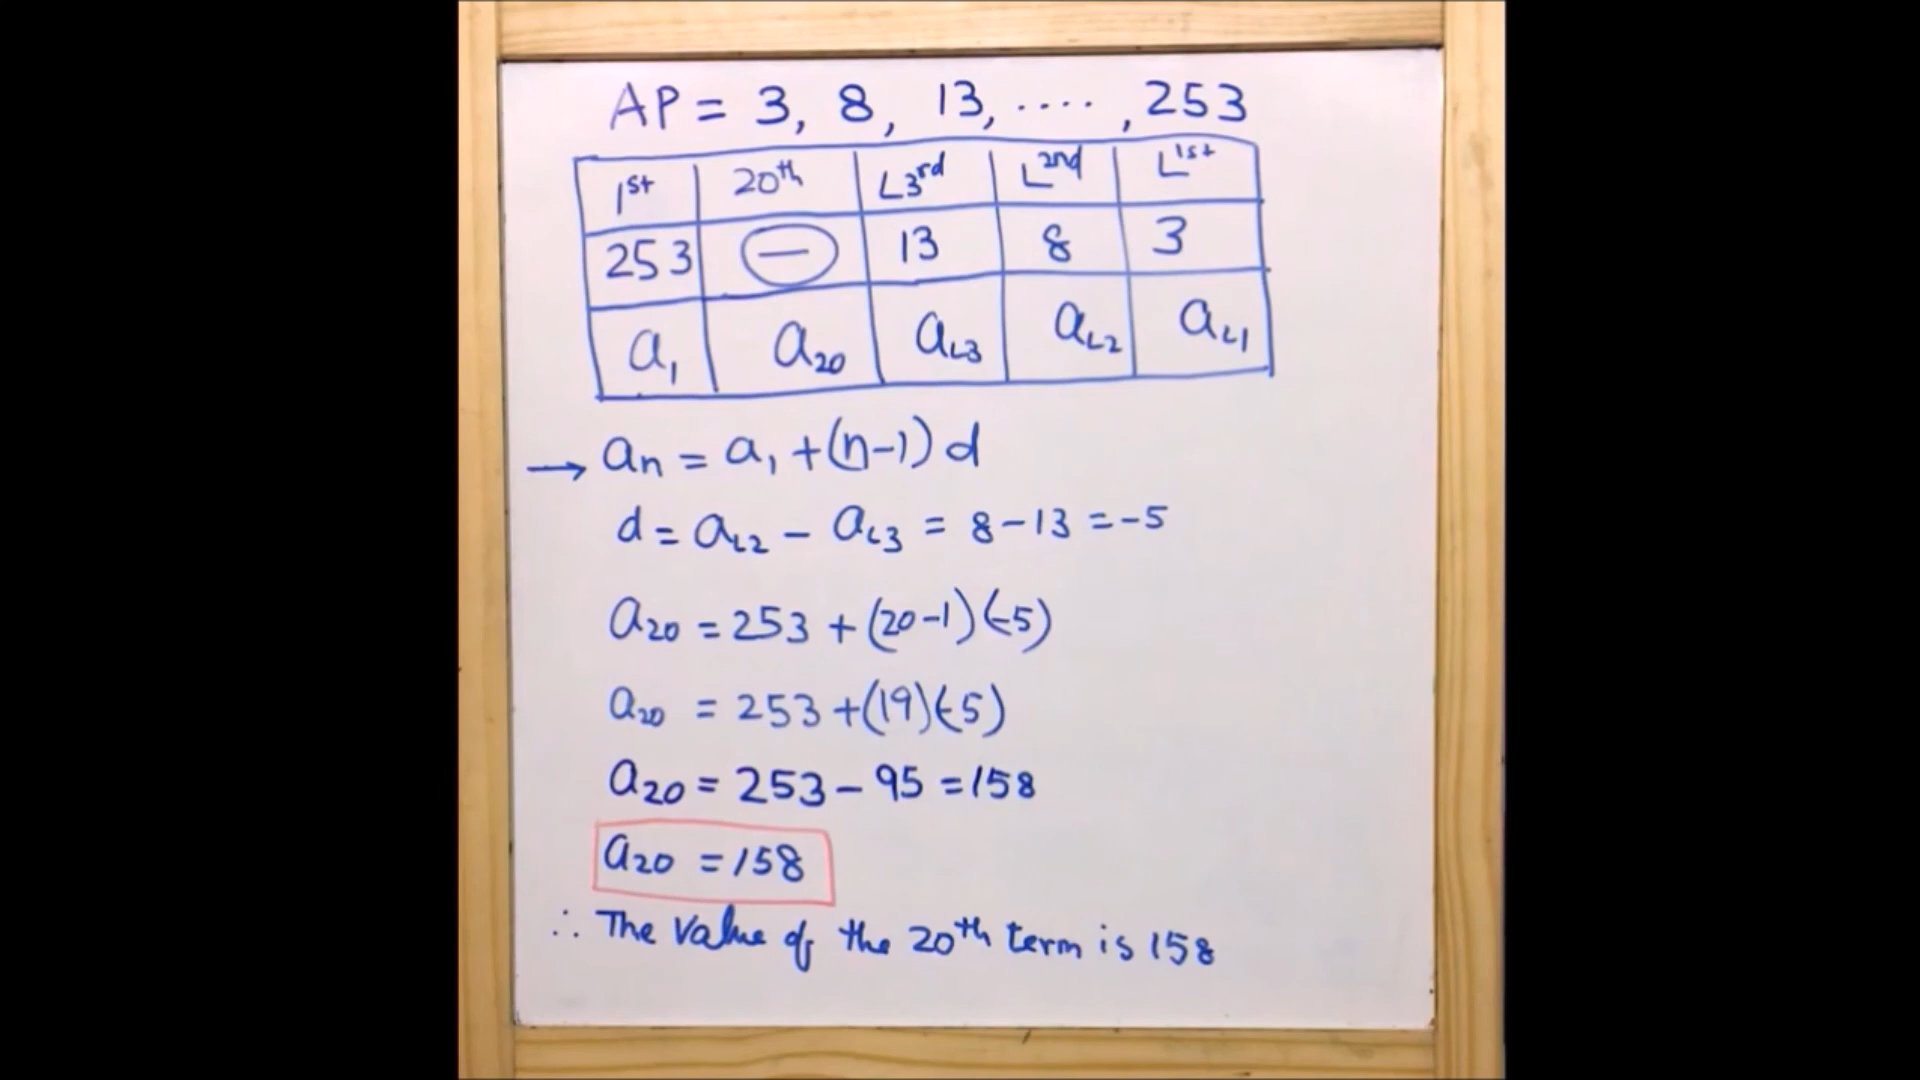 AP = 3, 8, 13, ...., 253
1st 20th L3rd L2nd L1st
253 — 13 8 3
a1 a20 aL3 aL2 aL1
→ an = a1 + (n-1) d
d = aL2 - aL3 = 8 - 13 = -5
a20 = 253 + (20-1)(-5)
a20 = 253 + (19)(-5)
a20 = 253 - 95 = 158
a20 = 158
∴ The Value of the 20th term is 158